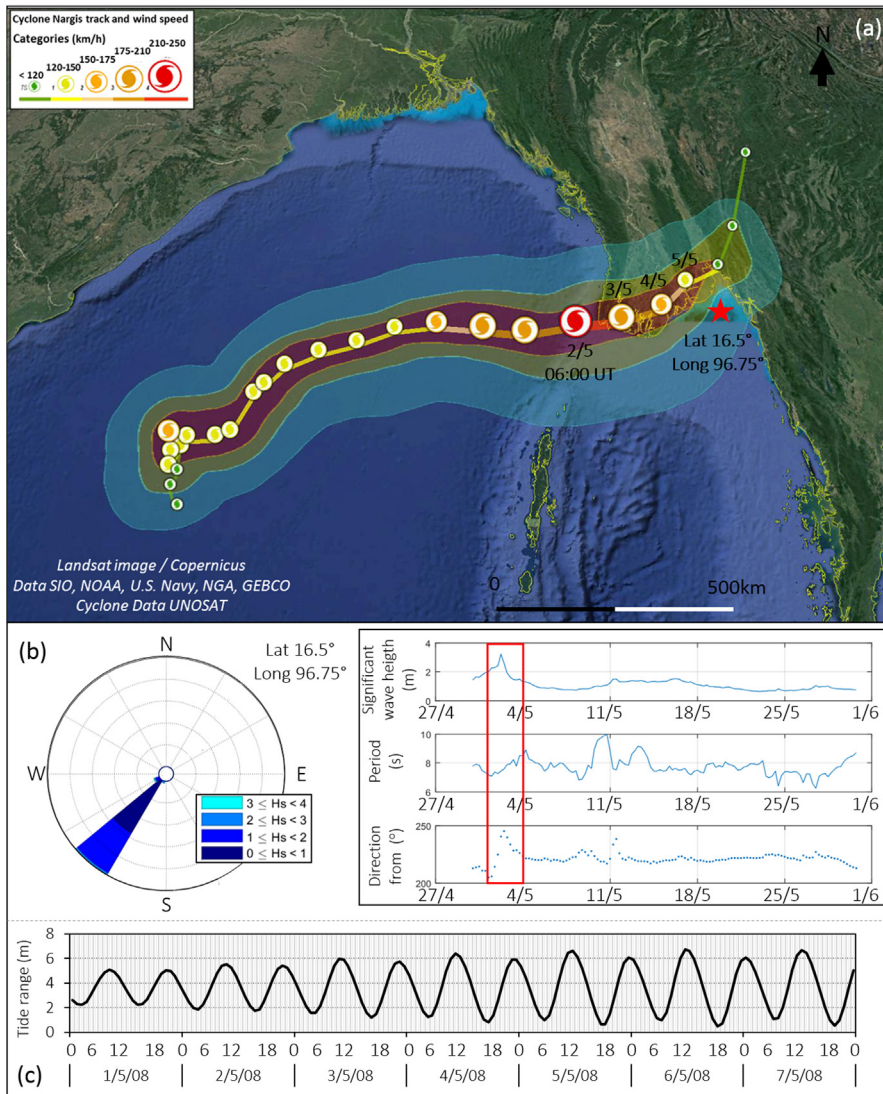 Cyclone Nargis track and wind speed
Categories (km/h)
< 120
120-150
150-175
175-210
210-250
TS
1
2
3
4
(a)
N
5/5
4/5
3/5
2/5
06:00 UT
Lat 16.5°
Long 96.75°
Landsat image / Copernicus
Data SIO, NOAA, U.S. Navy, NGA, GEBCO
Cyclone Data UNOSAT
0
500km
(b)
Lat 16.5°
Long 96.75°
N
W
E
S
3 ≤ Hs < 4
2 ≤ Hs < 3
1 ≤ Hs < 2
0 ≤ Hs < 1
Significant
wave heigth
(m)
4
2
0
27/4 4/5 11/5 18/5 25/5 1/6
Period
(s)
10
8
6
27/4 4/5 11/5 18/5 25/5 1/6
Direction
from (°)
250
200
27/4 4/5 11/5 18/5 25/5 1/6
Tide range (m)
8
6
4
2
0
0 6 12 18 0 6 12 18 0 6 12 18 0 6 12 18 0 6 12 18 0 6 12 18 0 6 12 18 0
(c)
1/5/08 2/5/08 3/5/08 4/5/08 5/5/08 6/5/08 7/5/08